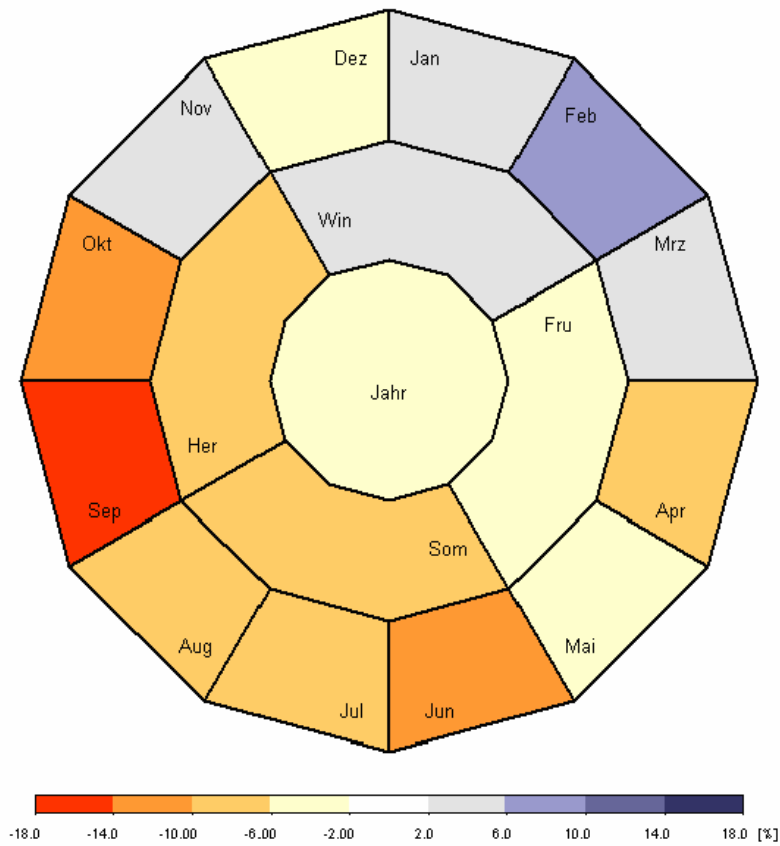 Dez Jan
Nov Feb
Win
Okt Mrz
Fru
Jahr
Her
Sep Apr
Som
Aug Mai
Jul Jun
-18.0 -14.0 -10.00 -6.00 -2.00 2.0 6.0 10.0 14.0 18.0 [%]